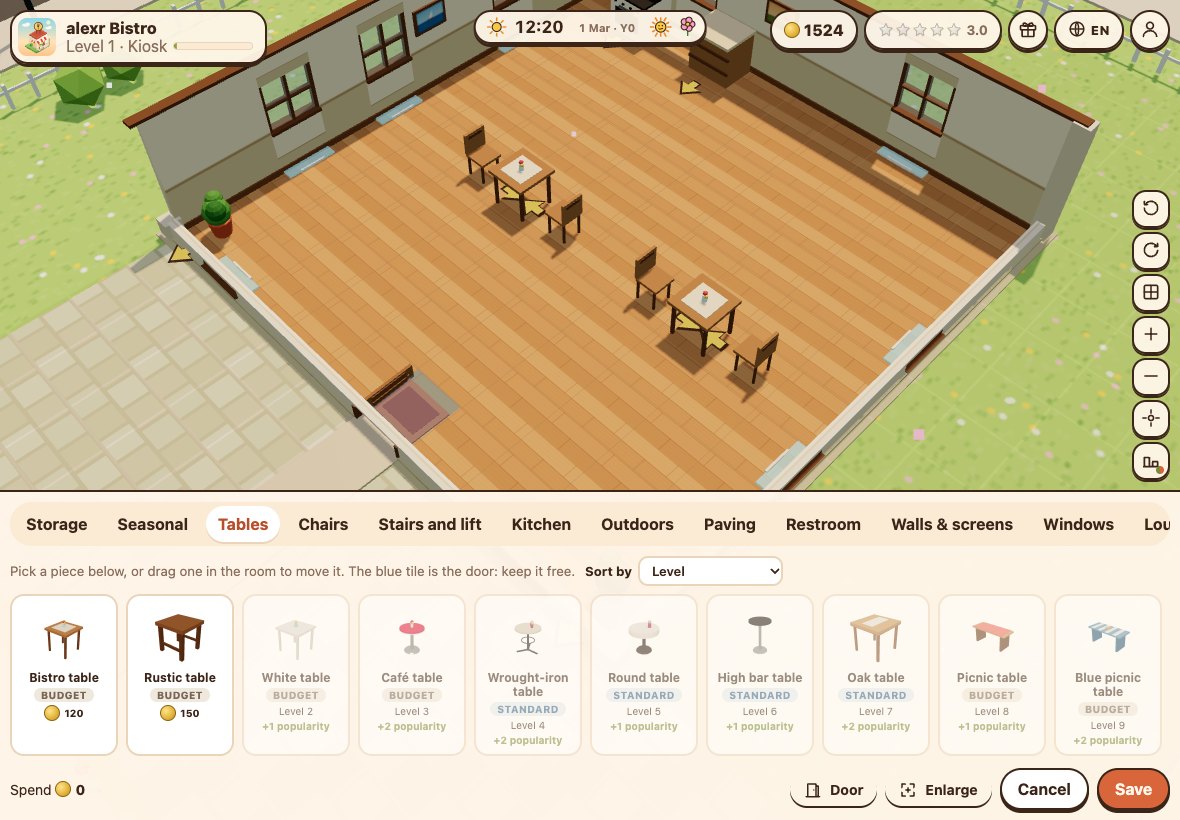 alexr Bistro
Level 1 · Kiosk
12:20
1 Mar · Y0
1524
3.0
EN
Storage
Seasonal
Tables
Chairs
Stairs and lift
Kitchen
Outdoors
Paving
Restroom
Walls & screens
Windows
Lou
Pick a piece below, or drag one in the room to move it. The blue tile is the door: keep it free.
Sort by
Level
Bistro table
BUDGET
120
Rustic table
BUDGET
150
White table
BUDGET
Level 2
+1 popularity
Café table
BUDGET
Level 3
+2 popularity
Wrought-iron
table
STANDARD
Level 4
+2 popularity
Round table
STANDARD
Level 5
+1 popularity
High bar table
STANDARD
Level 6
+1 popularity
Oak table
STANDARD
Level 7
+2 popularity
Picnic table
BUDGET
Level 8
+1 popularity
Blue picnic
table
BUDGET
Level 9
+2 popularity
Spend 0
Door
Enlarge
Cancel
Save